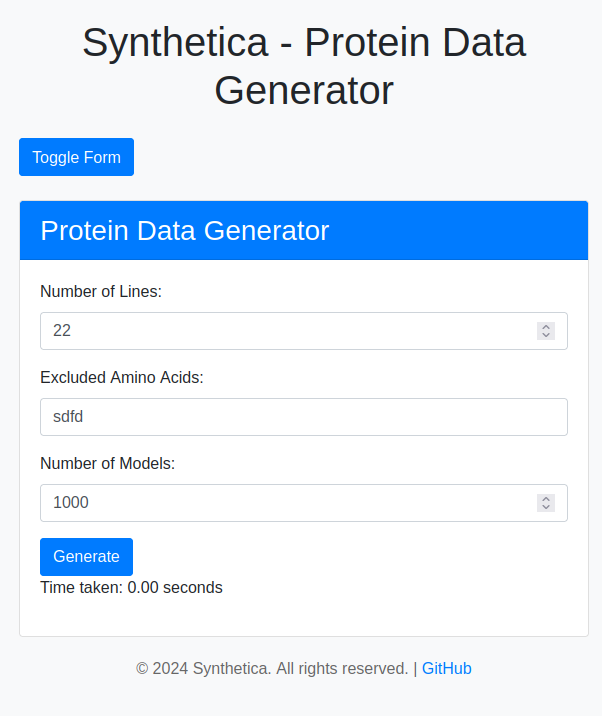 Synthetica - Protein Data
Generator
Toggle Form
Protein Data Generator
Number of Lines:
22
Excluded Amino Acids:
sdfd
Number of Models:
1000
Generate
Time taken: 0.00 seconds
© 2024 Synthetica. All rights reserved. | GitHub